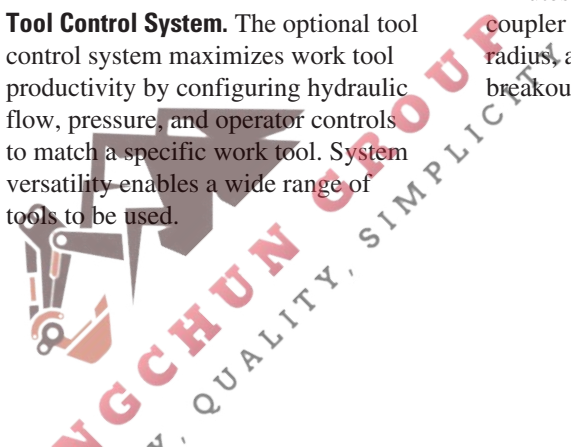 Tool Control System. The optional tool
control system maximizes work tool
productivity by configuring hydraulic
flow, pressure, and operator controls
to match a specific work tool. System
versatility enables a wide range of
tools to be used.
coupler
radius, a
breakou
NGCHUN GROUP
QUALITY, SIMPLICITY